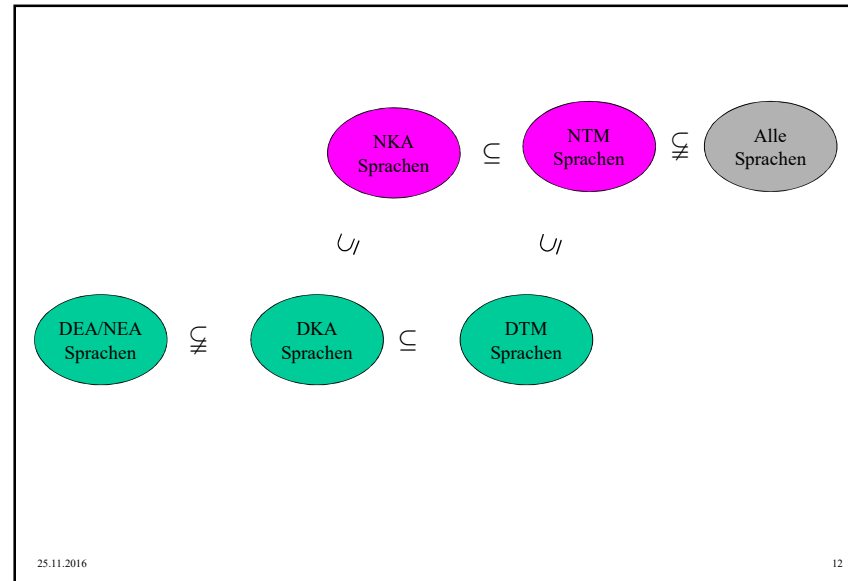 NKA
Sprachen
⊆
NTM
Sprachen
⊊
Alle
Sprachen
⊆
⊆
DEA/NEA
Sprachen
⊊
DKA
Sprachen
⊆
DTM
Sprachen
25.11.2016
12